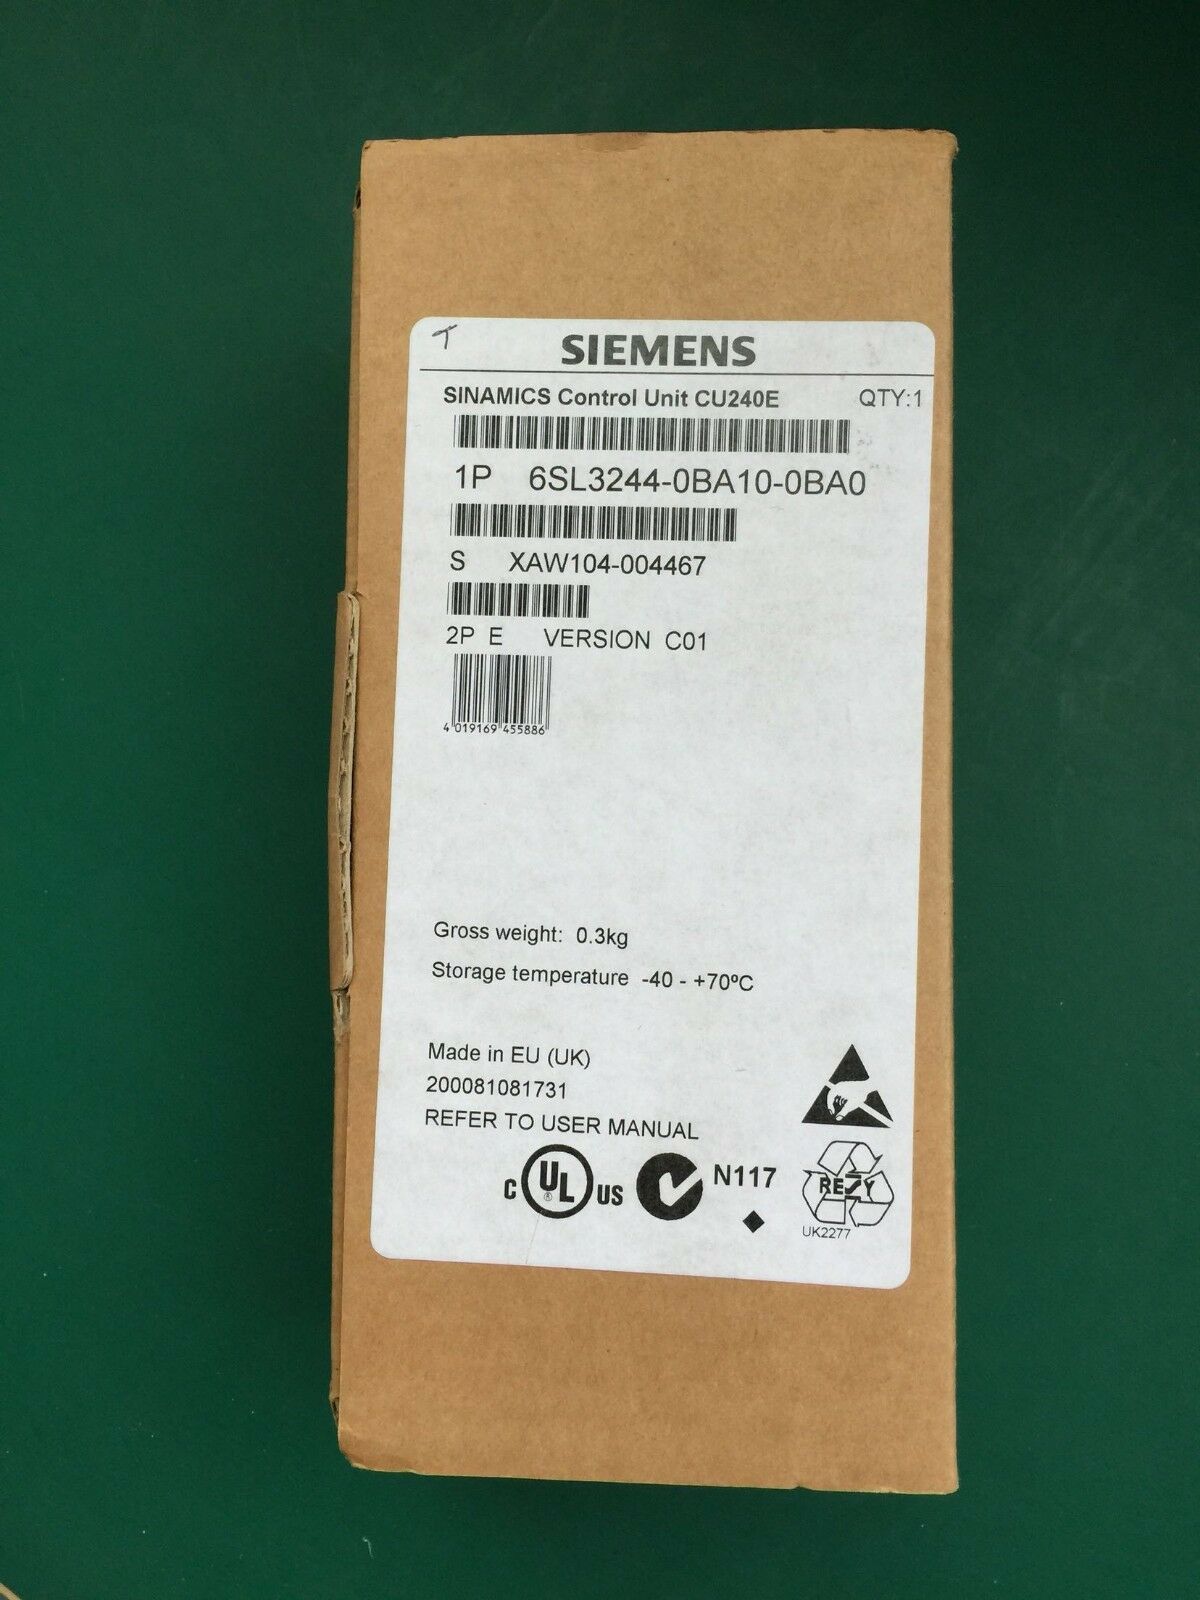 T
SIEMENS
SINAMICS Control Unit CU240E QTY:1
1P 6SL3244-0BA10-0BA0
S XAW104-004467
2P E VERSION C01
4 019169 455886
Gross weight: 0.3kg
Storage temperature -40 - +70ºC
Made in EU (UK)
200081081731
REFER TO USER MANUAL
C UL ® US N117
RESY
UK2277